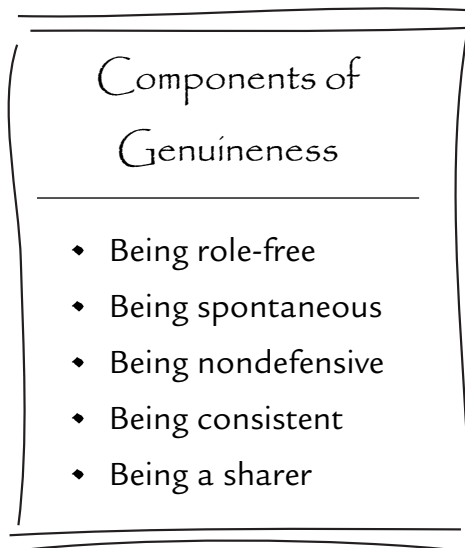 Components of
Genuineness
◆ Being role-free
◆ Being spontaneous
◆ Being nondefensive
◆ Being consistent
◆ Being a sharer